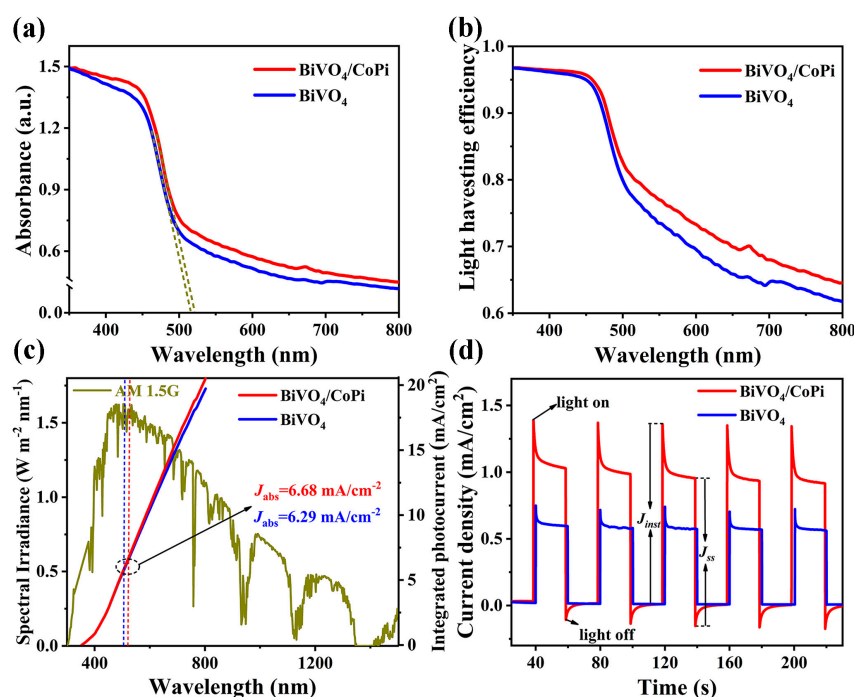 (a)
BiVO4/CoPi
BiVO4
Absorbance (a.u.)
1.5
1.2
0.9
0.6
0.0
400 500 600 700 800
Wavelength (nm)
(b)
BiVO4/CoPi
BiVO4
Light havesting efficiency
1.0
0.9
0.8
0.7
0.6
400 500 600 700 800
Wavelength (nm)
(c)
AM 1.5G
BiVO4/CoPi
BiVO4
Jabs=6.68 mA/cm-2
Jabs=6.29 mA/cm-2
Spectral Irradiance (W m-2 nm-1)
1.5
1.0
0.5
0.0
Integrated photocurrent (mA/cm2)
20
15
10
5
0
400 800 1200
Wavelength (nm)
(d)
BiVO4/CoPi
BiVO4
light on
Jinst
Jss
light off
Current density (mA/cm2)
1.5
1.0
0.5
0.0
40 80 120 160 200
Time (s)